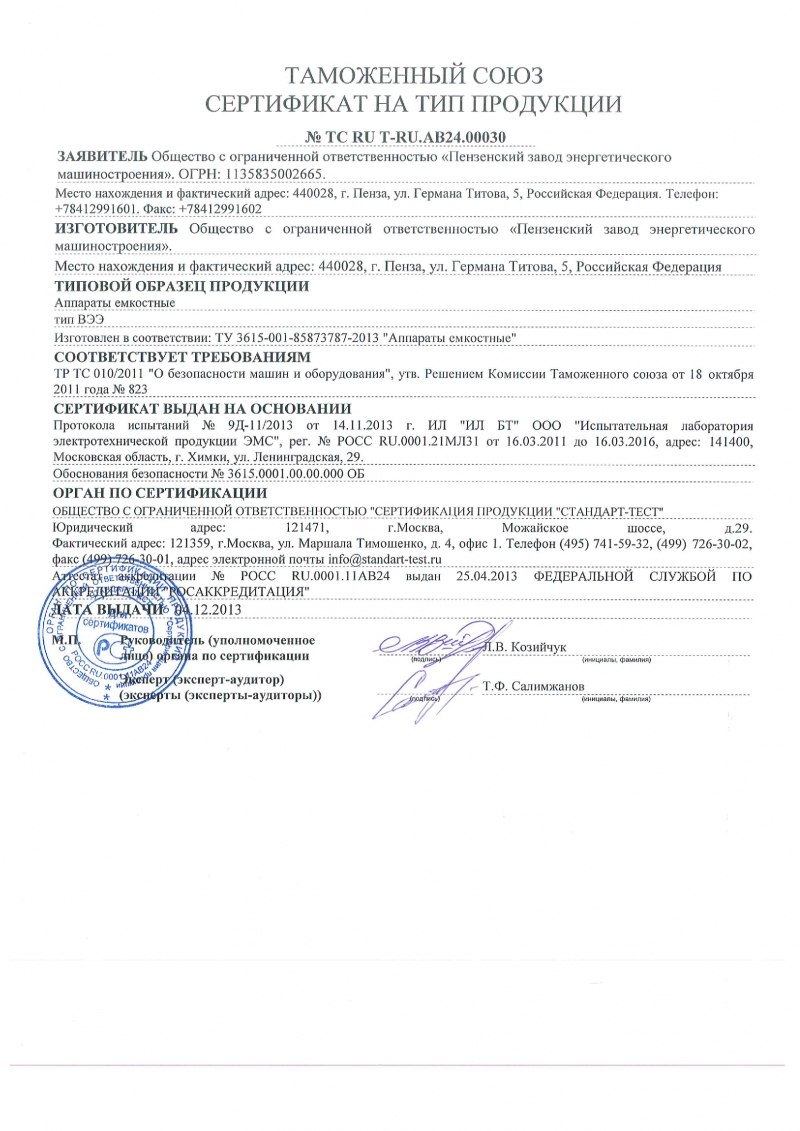 ТАМОЖЕННЫЙ СОЮЗ
СЕРТИФИКАТ НА ТИП ПРОДУКЦИИ
№ ТС RU Т-RU.АВ24.00030
ЗАЯВИТЕЛЬ Общество с ограниченной ответственностью «Пензенский завод энергетического
машиностроения». ОГРН: 1135835002665.
Место нахождения и фактический адрес: 440028, г. Пенза, ул. Германа Титова, 5, Российская Федерация. Телефон:
+78412991601. Факс: +78412991602
ИЗГОТОВИТЕЛЬ Общество с ограниченной ответственностью «Пензенский завод энергетического
машиностроения».
Место нахождения и фактический адрес: 440028, г. Пенза, ул. Германа Титова, 5, Российская Федерация
ТИПОВОЙ ОБРАЗЕЦ ПРОДУКЦИИ
Аппараты емкостные
тип ВЭЭ
Изготовлен в соответствии: ТУ 3615-001-85873787-2013 "Аппараты емкостные"
СООТВЕТСТВУЕТ ТРЕБОВАНИЯМ
ТР ТС 010/2011 "О безопасности машин и оборудования", утв. Решением Комиссии Таможенного союза от 18 октября
2011 года № 823
СЕРТИФИКАТ ВЫДАН НА ОСНОВАНИИ
Протокола испытаний № 9Д-11/2013 от 14.11.2013 г. ИЛ "ИЛ БТ" ООО "Испытательная лаборатория
электротехнической продукции ЭМС", рег. № РОСС RU.0001.21МЛ31 от 16.03.2011 до 16.03.2016, адрес: 141400,
Московская область, г. Химки, ул. Ленинградская, 29.
Обоснования безопасности № 3615.0001.00.00.000 ОБ
ОРГАН ПО СЕРТИФИКАЦИИ
ОБЩЕСТВО С ОГРАНИЧЕННОЙ ОТВЕТСТВЕННОСТЬЮ "СЕРТИФИКАЦИЯ ПРОДУКЦИИ "СТАНДАРТ-ТЕСТ"
Юридический адрес: 121471, г.Москва, Можайское шоссе, д.29.
Фактический адрес: 121359, г.Москва, ул. Маршала Тимошенко, д. 4, офис 1. Телефон (495) 741-59-32, (499) 726-30-02,
факс (499) 726-30-01, адрес электронной почты info@standart-test.ru
Аттестат аккредитации № РОСС RU.0001.11АВ24 выдан 25.04.2013 ФЕДЕРАЛЬНОЙ СЛУЖБОЙ ПО
АККРЕДИТАЦИИ "РОСАККРЕДИТАЦИЯ"
ДАТА ВЫДАЧИ 04.12.2013
М.П. Руководитель (уполномоченное
лицо) органа по сертификации
(подпись)
Л.В. Козийчук
(инициалы, фамилия)
Эксперт (эксперт-аудитор)
(эксперты (эксперты-аудиторы))
(подпись)
Т.Ф. Салимжанов
(инициалы, фамилия)
ОРГАН ПО СЕРТИФИКАЦИИ ПРОДУКЦИИ
Для
сертификатов
РОСС RU.0001.11АВ24